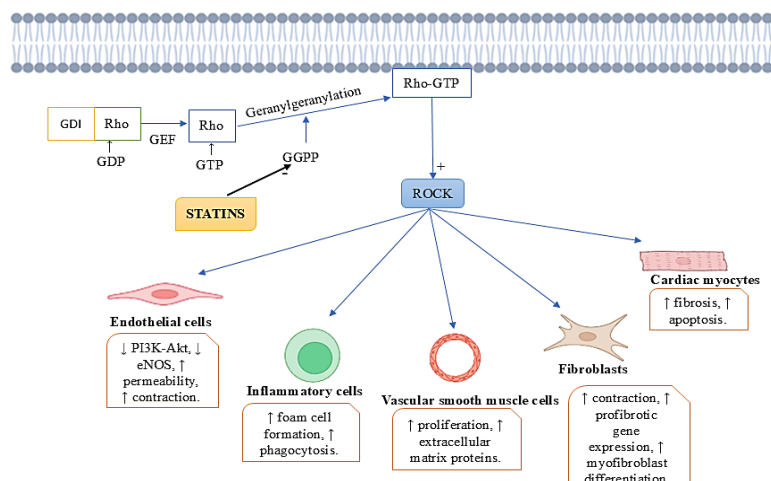 Rho-GTP
Geranylgeranylation
GDI Rho
GEF
Rho
GDP
GTP
GGPP
-
+
STATINS
ROCK
Cardiac myocytes
↑ fibrosis, ↑
apoptosis.
Endothelial cells
↓ PI3K-Akt, ↓
eNOS, ↑
permeability,
↑ contraction.
Inflammatory cells
↑ foam cell
formation, ↑
phagocytosis.
Vascular smooth muscle cells
↑ proliferation, ↑
extracellular
matrix proteins.
Fibroblasts
↑ contraction, ↑
profibrotic
gene
expression, ↑
myofibroblast
differentiation